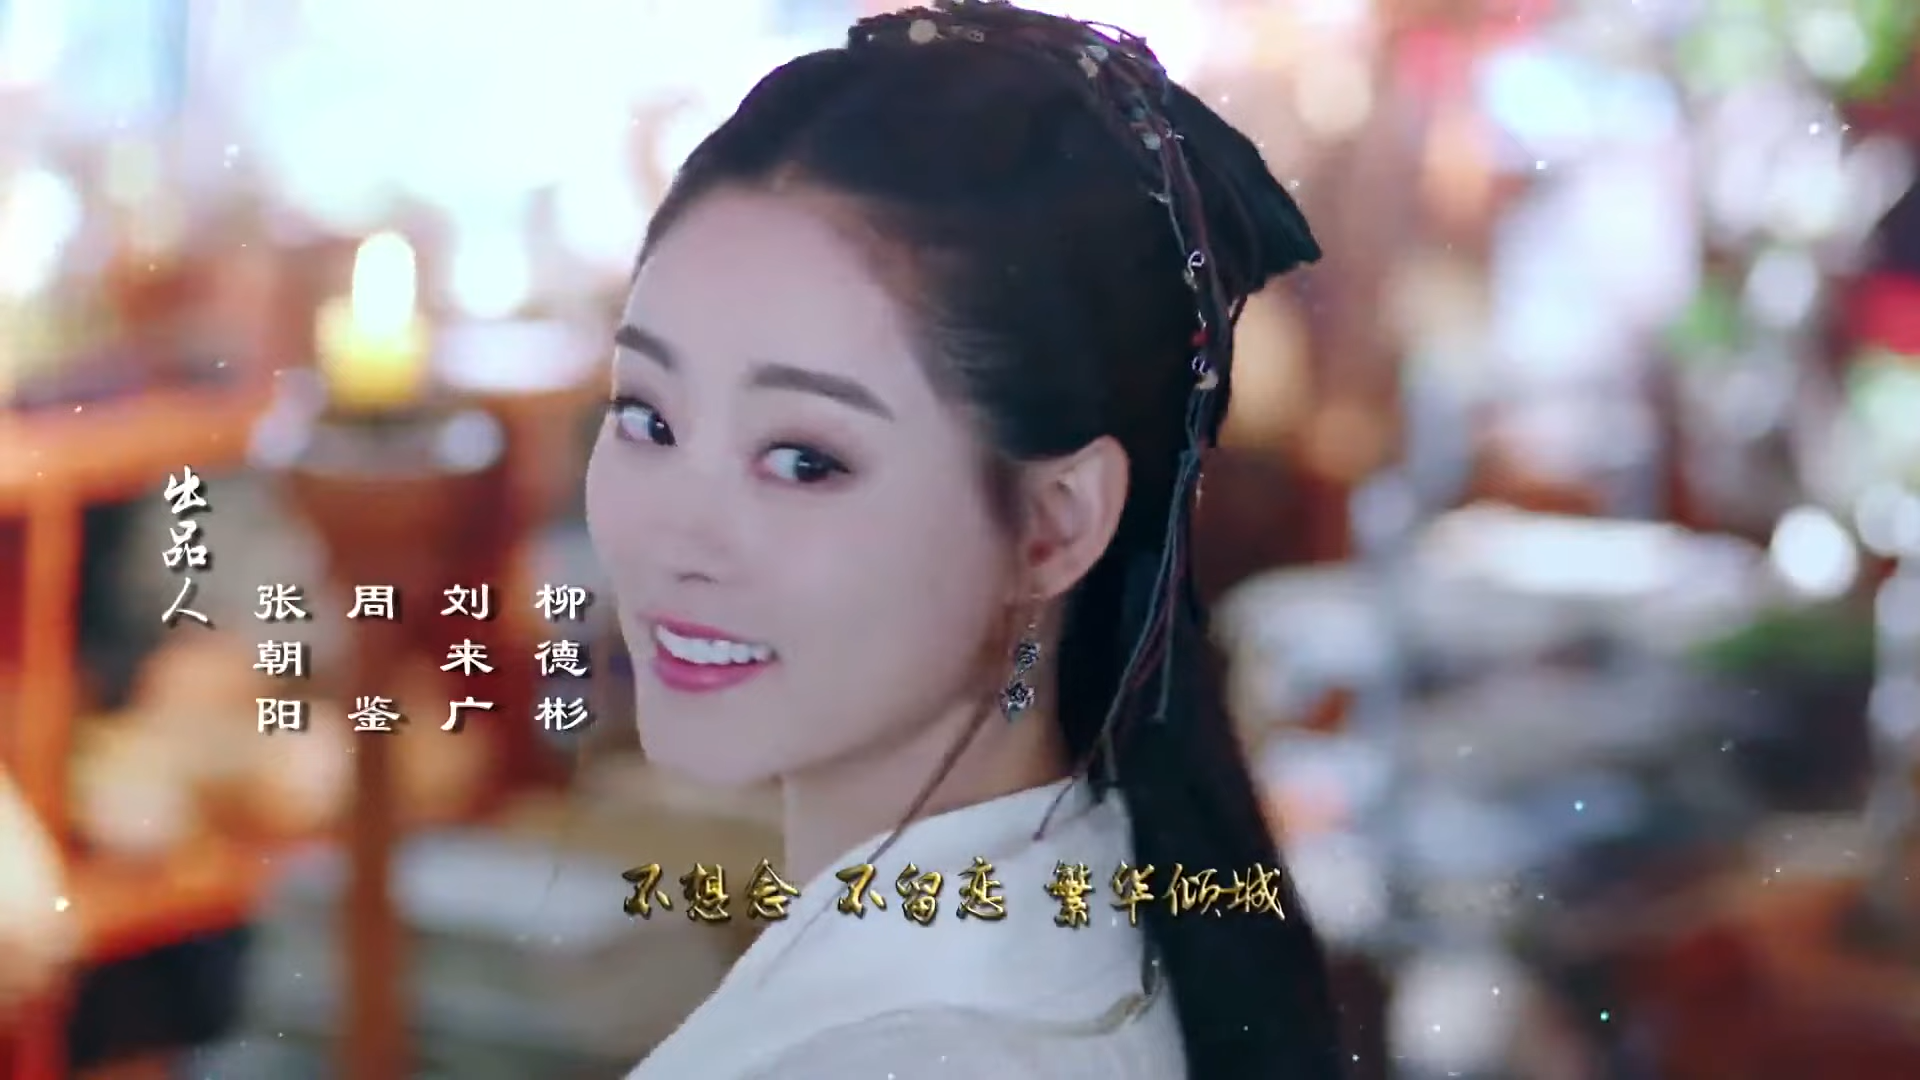 出品人
张朝阳
周鉴
刘来广
柳德彬
不想念 不留恋 繁华倾城